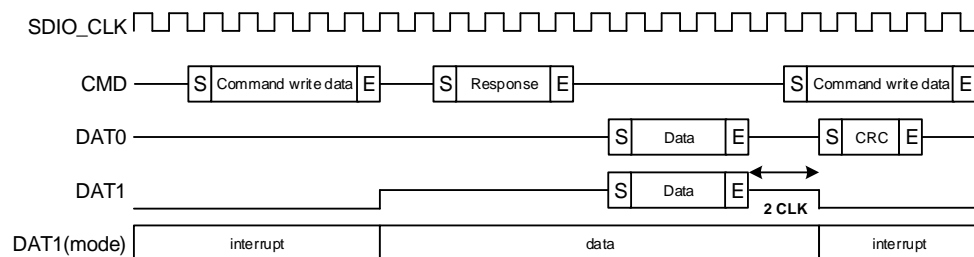 SDIO_CLK
CMD S Command write data E S Response E S Command write data E
DAT0 S Data E S CRC E
DAT1 S Data E
2 CLK
DAT1(mode) interrupt data interrupt